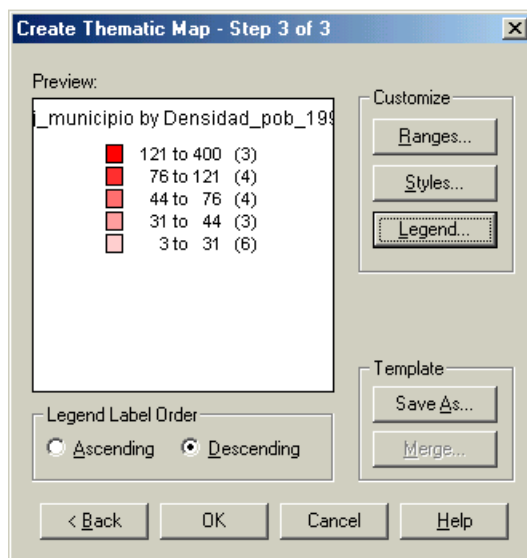 Create Thematic Map - Step 3 of 3
Preview:
j_municipio by Densidad_pob_199
121 to 400 (3)
76 to 121 (4)
44 to 76 (4)
31 to 44 (3)
3 to 31 (6)
Legend Label Order
Ascending Descending
Customize
Ranges...
Styles...
Legend...
Template
Save As...
Merge...
< Back OK Cancel Help